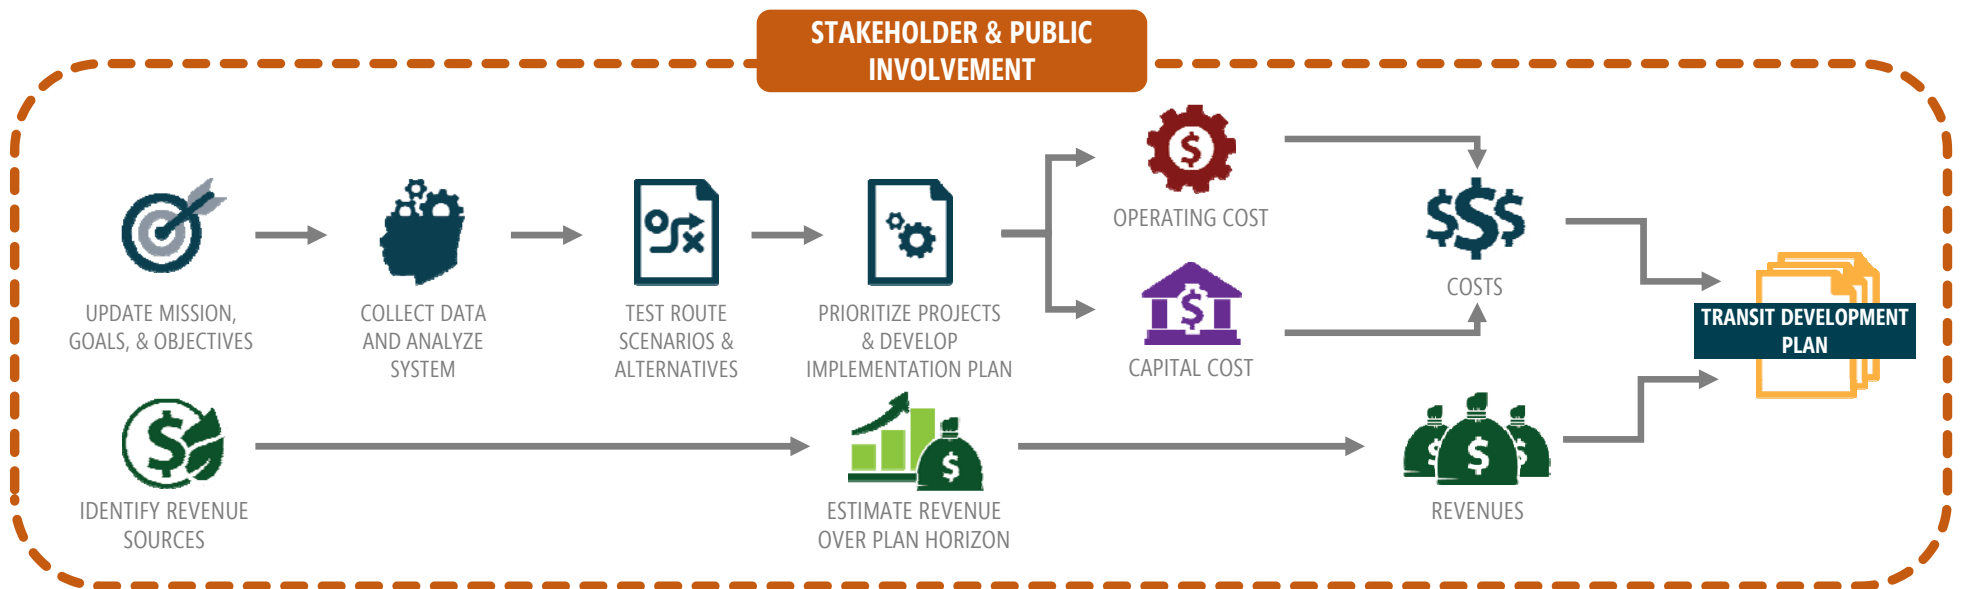 STAKEHOLDER & PUBLIC
INVOLVEMENT
UPDATE MISSION,
GOALS, & OBJECTIVES
COLLECT DATA
AND ANALYZE
SYSTEM
TEST ROUTE
SCENARIOS &
ALTERNATIVES
PRIORITIZE PROJECTS
& DEVELOP
IMPLEMENTATION PLAN
$
OPERATING COST
$
CAPITAL COST
$$$
COSTS
TRANSIT DEVELOPMENT
PLAN
$
IDENTIFY REVENUE
SOURCES
$
ESTIMATE REVENUE
OVER PLAN HORIZON
$ $ $
REVENUES